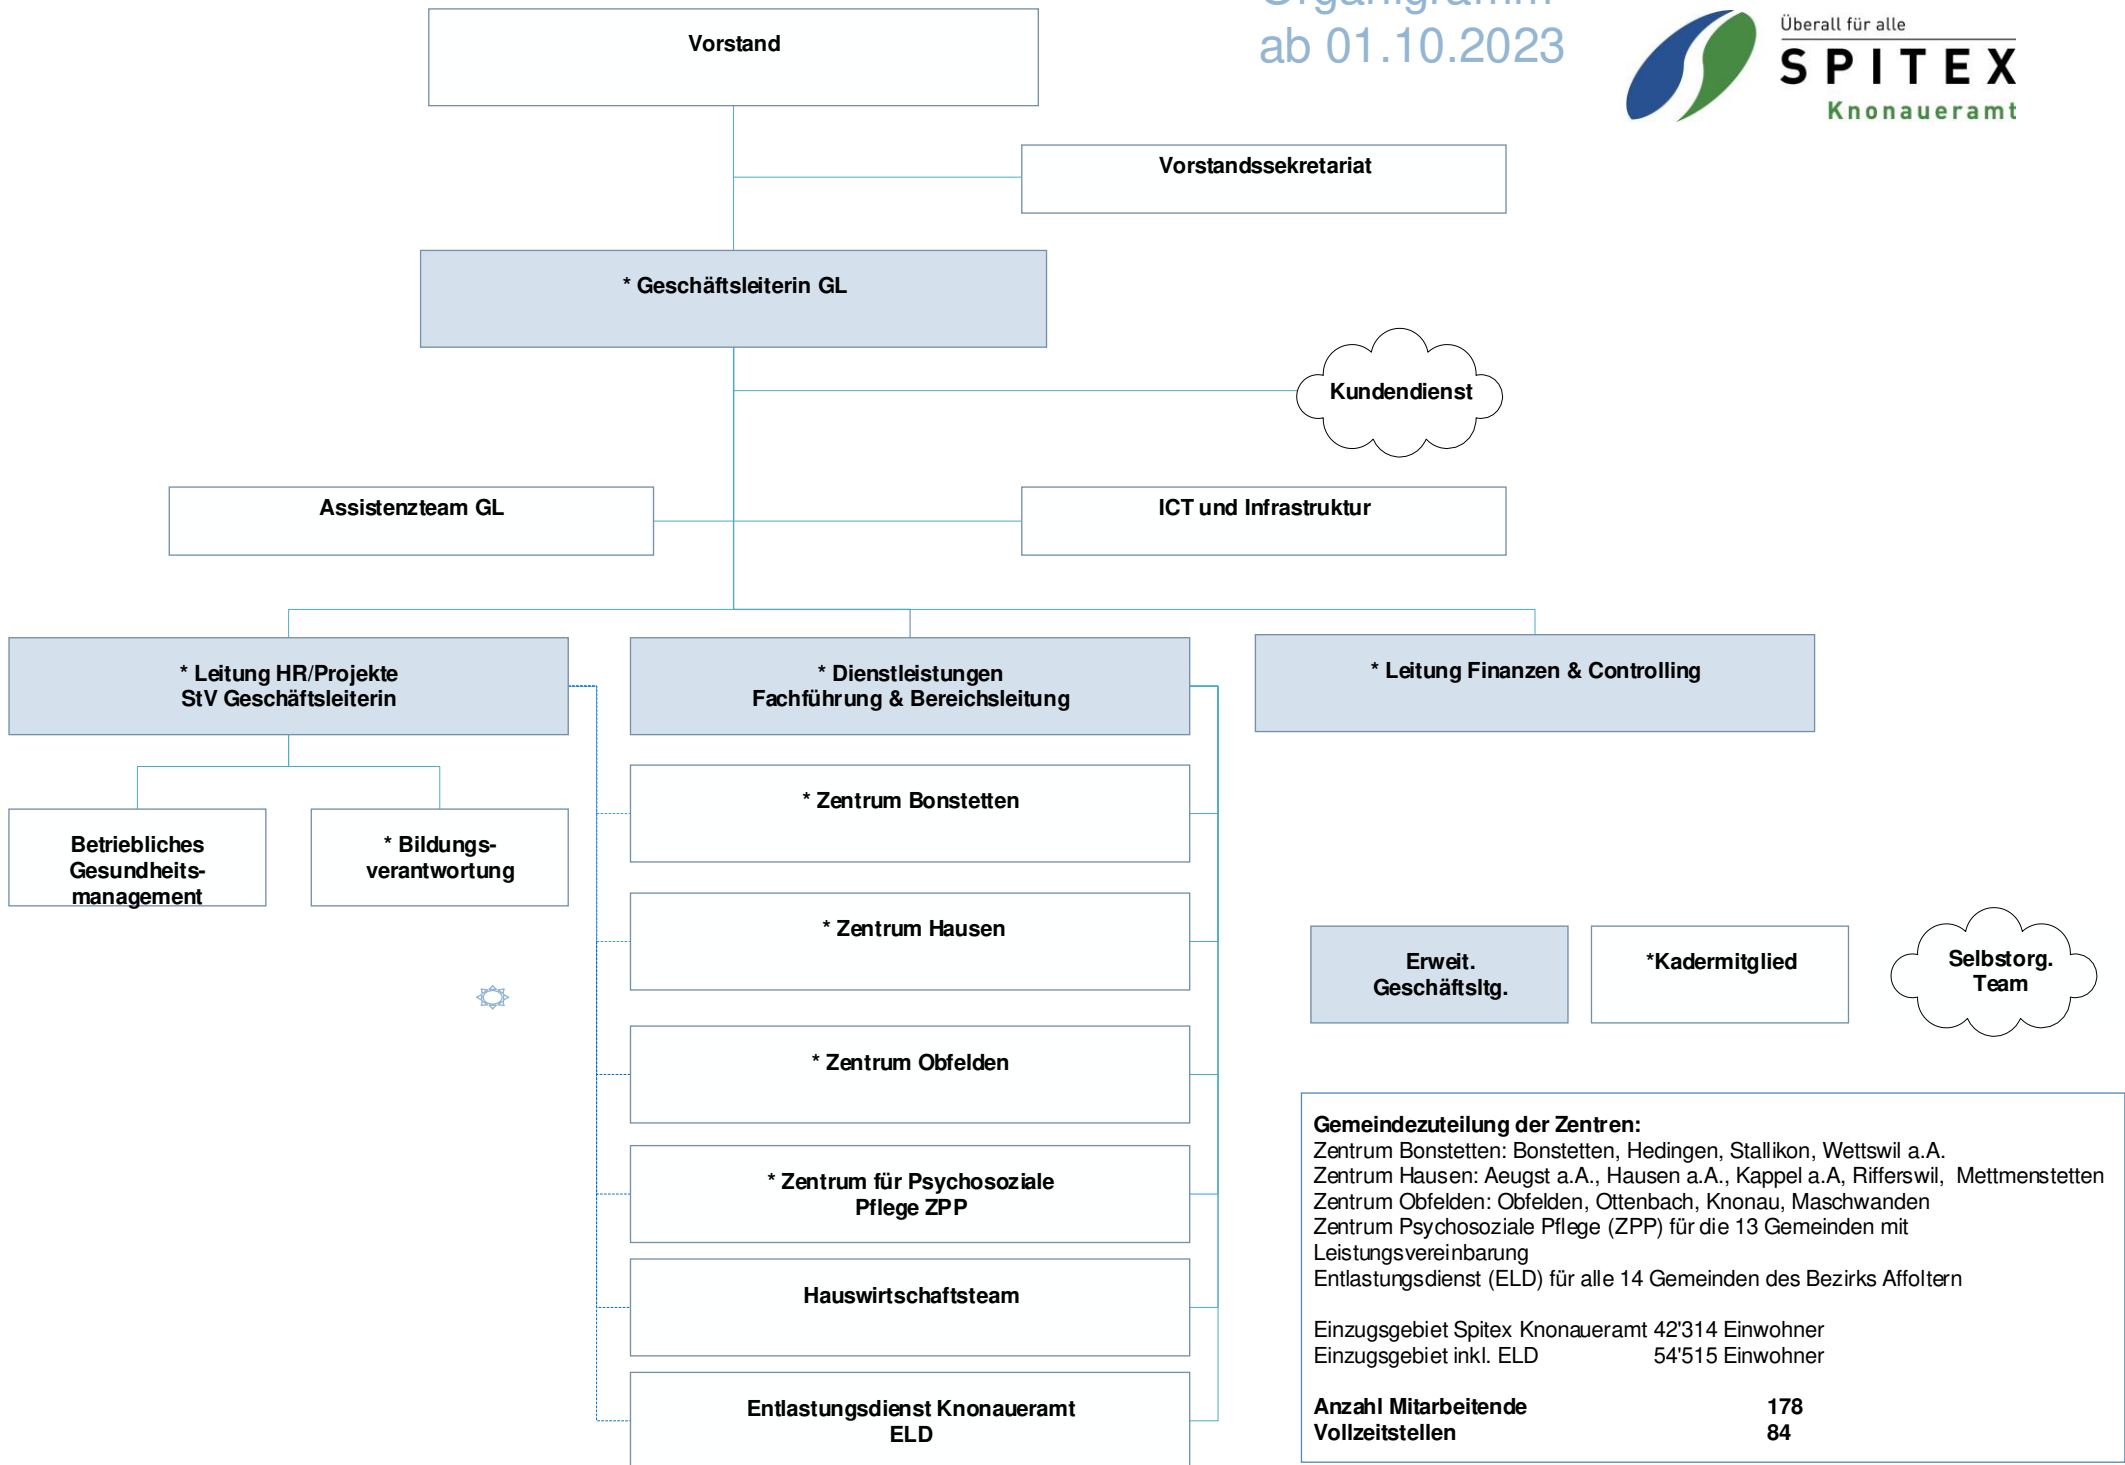 Organigramm
ab 01.10.2023
Überall für alle
SPITEX
Knonaueramt
Vorstand
Vorstandssekretariat
* Geschäftsleiterin GL
Kundendienst
Assistenzteam GL
ICT und Infrastruktur
* Leitung HR/Projekte
StV Geschäftsleiterin
* Dienstleistungen
Fachführung & Bereichsleitung
* Leitung Finanzen & Controlling
Betriebliches
Gesundheits-
management
* Bildungs-
verantwortung
* Zentrum Bonstetten
* Zentrum Hausen
* Zentrum Obfelden
* Zentrum für Psychosoziale
Pflege ZPP
Hauswirtschaftsteam
Entlastungsdienst Knonaueramt
ELD
Erweit.
Geschäftsltg.
*Kadermitglied
Selbstorg.
Team
Gemeindezuteilung der Zentren:
Zentrum Bonstetten: Bonstetten, Hedingen, Stallikon, Wettswil a.A.
Zentrum Hausen: Aeugst a.A., Hausen a.A., Kappel a.A, Rifferswil, Mettmenstetten
Zentrum Obfelden: Obfelden, Ottenbach, Knonau, Maschwanden
Zentrum Psychosoziale Pflege (ZPP) für die 13 Gemeinden mit
Leistungsvereinbarung
Entlastungsdienst (ELD) für alle 14 Gemeinden des Bezirks Affoltern
Einzugsgebiet Spitex Knonaueramt 42'314 Einwohner
Einzugsgebiet inkl. ELD 54'515 Einwohner
Anzahl Mitarbeitende 178
Vollzeitstellen 84